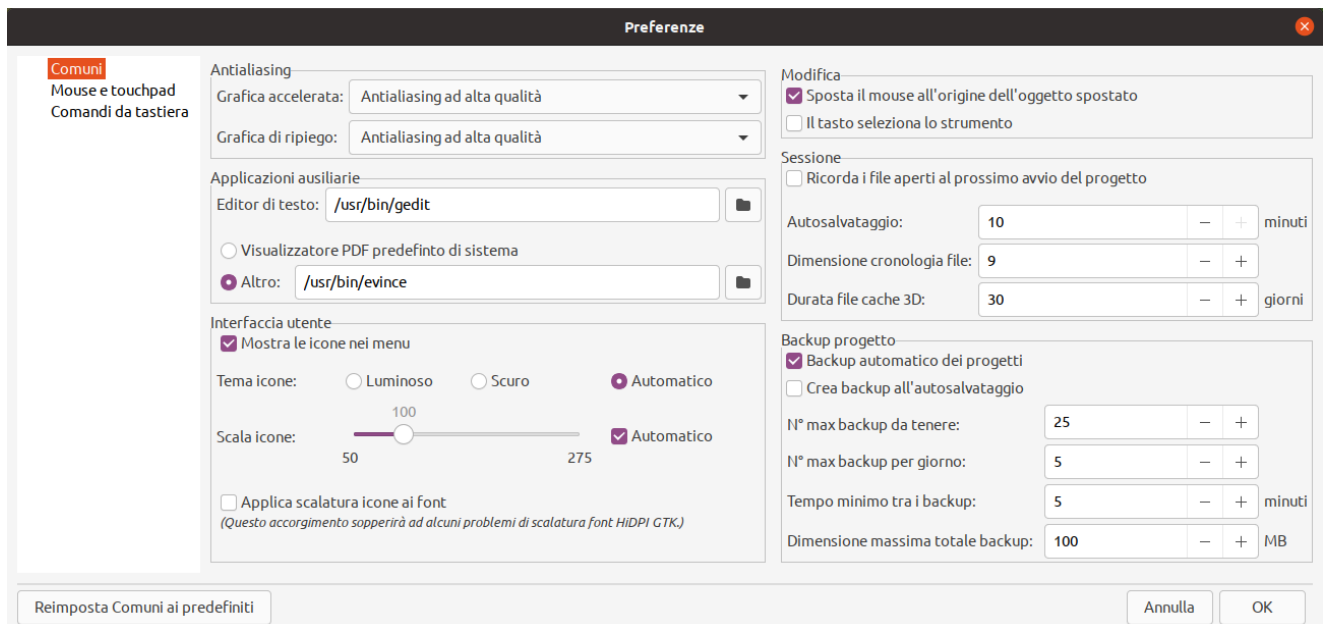 Preferenze
Comuni
Mouse e touchpad
Comandi da tastiera
Antialiasing
Grafica accelerata: Antialiasing ad alta qualità
Grafica di ripiego: Antialiasing ad alta qualità
Applicazioni ausiliarie
Editor di testo: /usr/bin/gedit
Visualizzatore PDF predefinto di sistema
Altro: /usr/bin/evince
Interfaccia utente
Mostra le icone nei menu
Tema icone: Luminoso Scuro Automatico
100
Scala icone: Automatico
50 275
Applica scalatura icone ai font
(Questo accorgimento sopperirà ad alcuni problemi di scalatura font HiDPI GTK.)
Modifica
Sposta il mouse all'origine dell'oggetto spostato
Il tasto seleziona lo strumento
Sessione
Ricorda i file aperti al prossimo avvio del progetto
Autosalvataggio: 10 − + minuti
Dimensione cronologia file: 9 − +
Durata file cache 3D: 30 − + giorni
Backup progetto
Backup automatico dei progetti
Crea backup all'autosalvataggio
N° max backup da tenere: 25 − +
N° max backup per giorno: 5 − +
Tempo minimo tra i backup: 5 − + minuti
Dimensione massima totale backup: 100 − + MB
Reimposta Comuni ai predefiniti
Annulla
OK